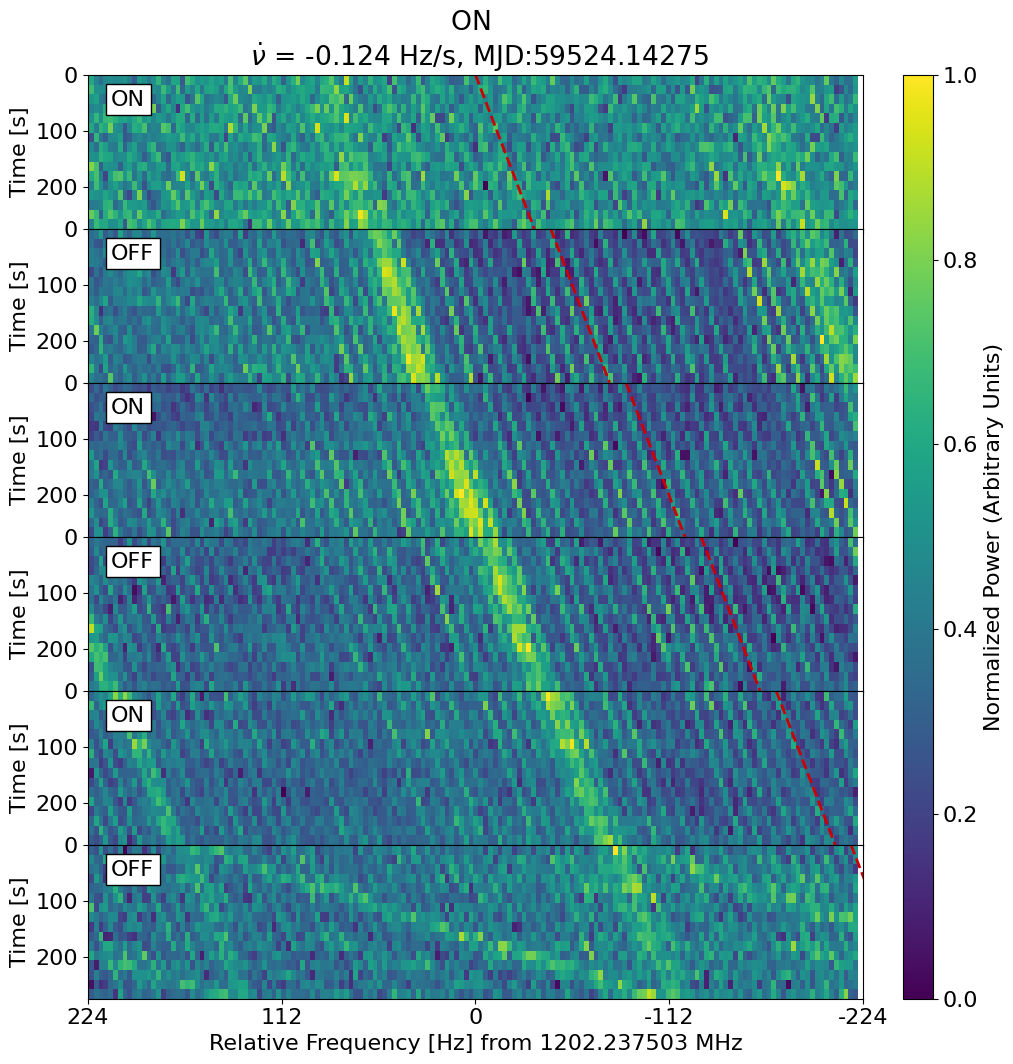 ON
ν̇ = -0.124 Hz/s, MJD:59524.14275
0
ON
100
Time [s]
200
0
OFF
100
Time [s]
200
0
ON
100
Time [s]
200
0
OFF
100
Time [s]
200
0
ON
100
Time [s]
200
0
OFF
100
Time [s]
200
224 112 0 -112 -224
Relative Frequency [Hz] from 1202.237503 MHz
1.0
0.8
0.6
0.4
0.2
0.0
Normalized Power (Arbitrary Units)